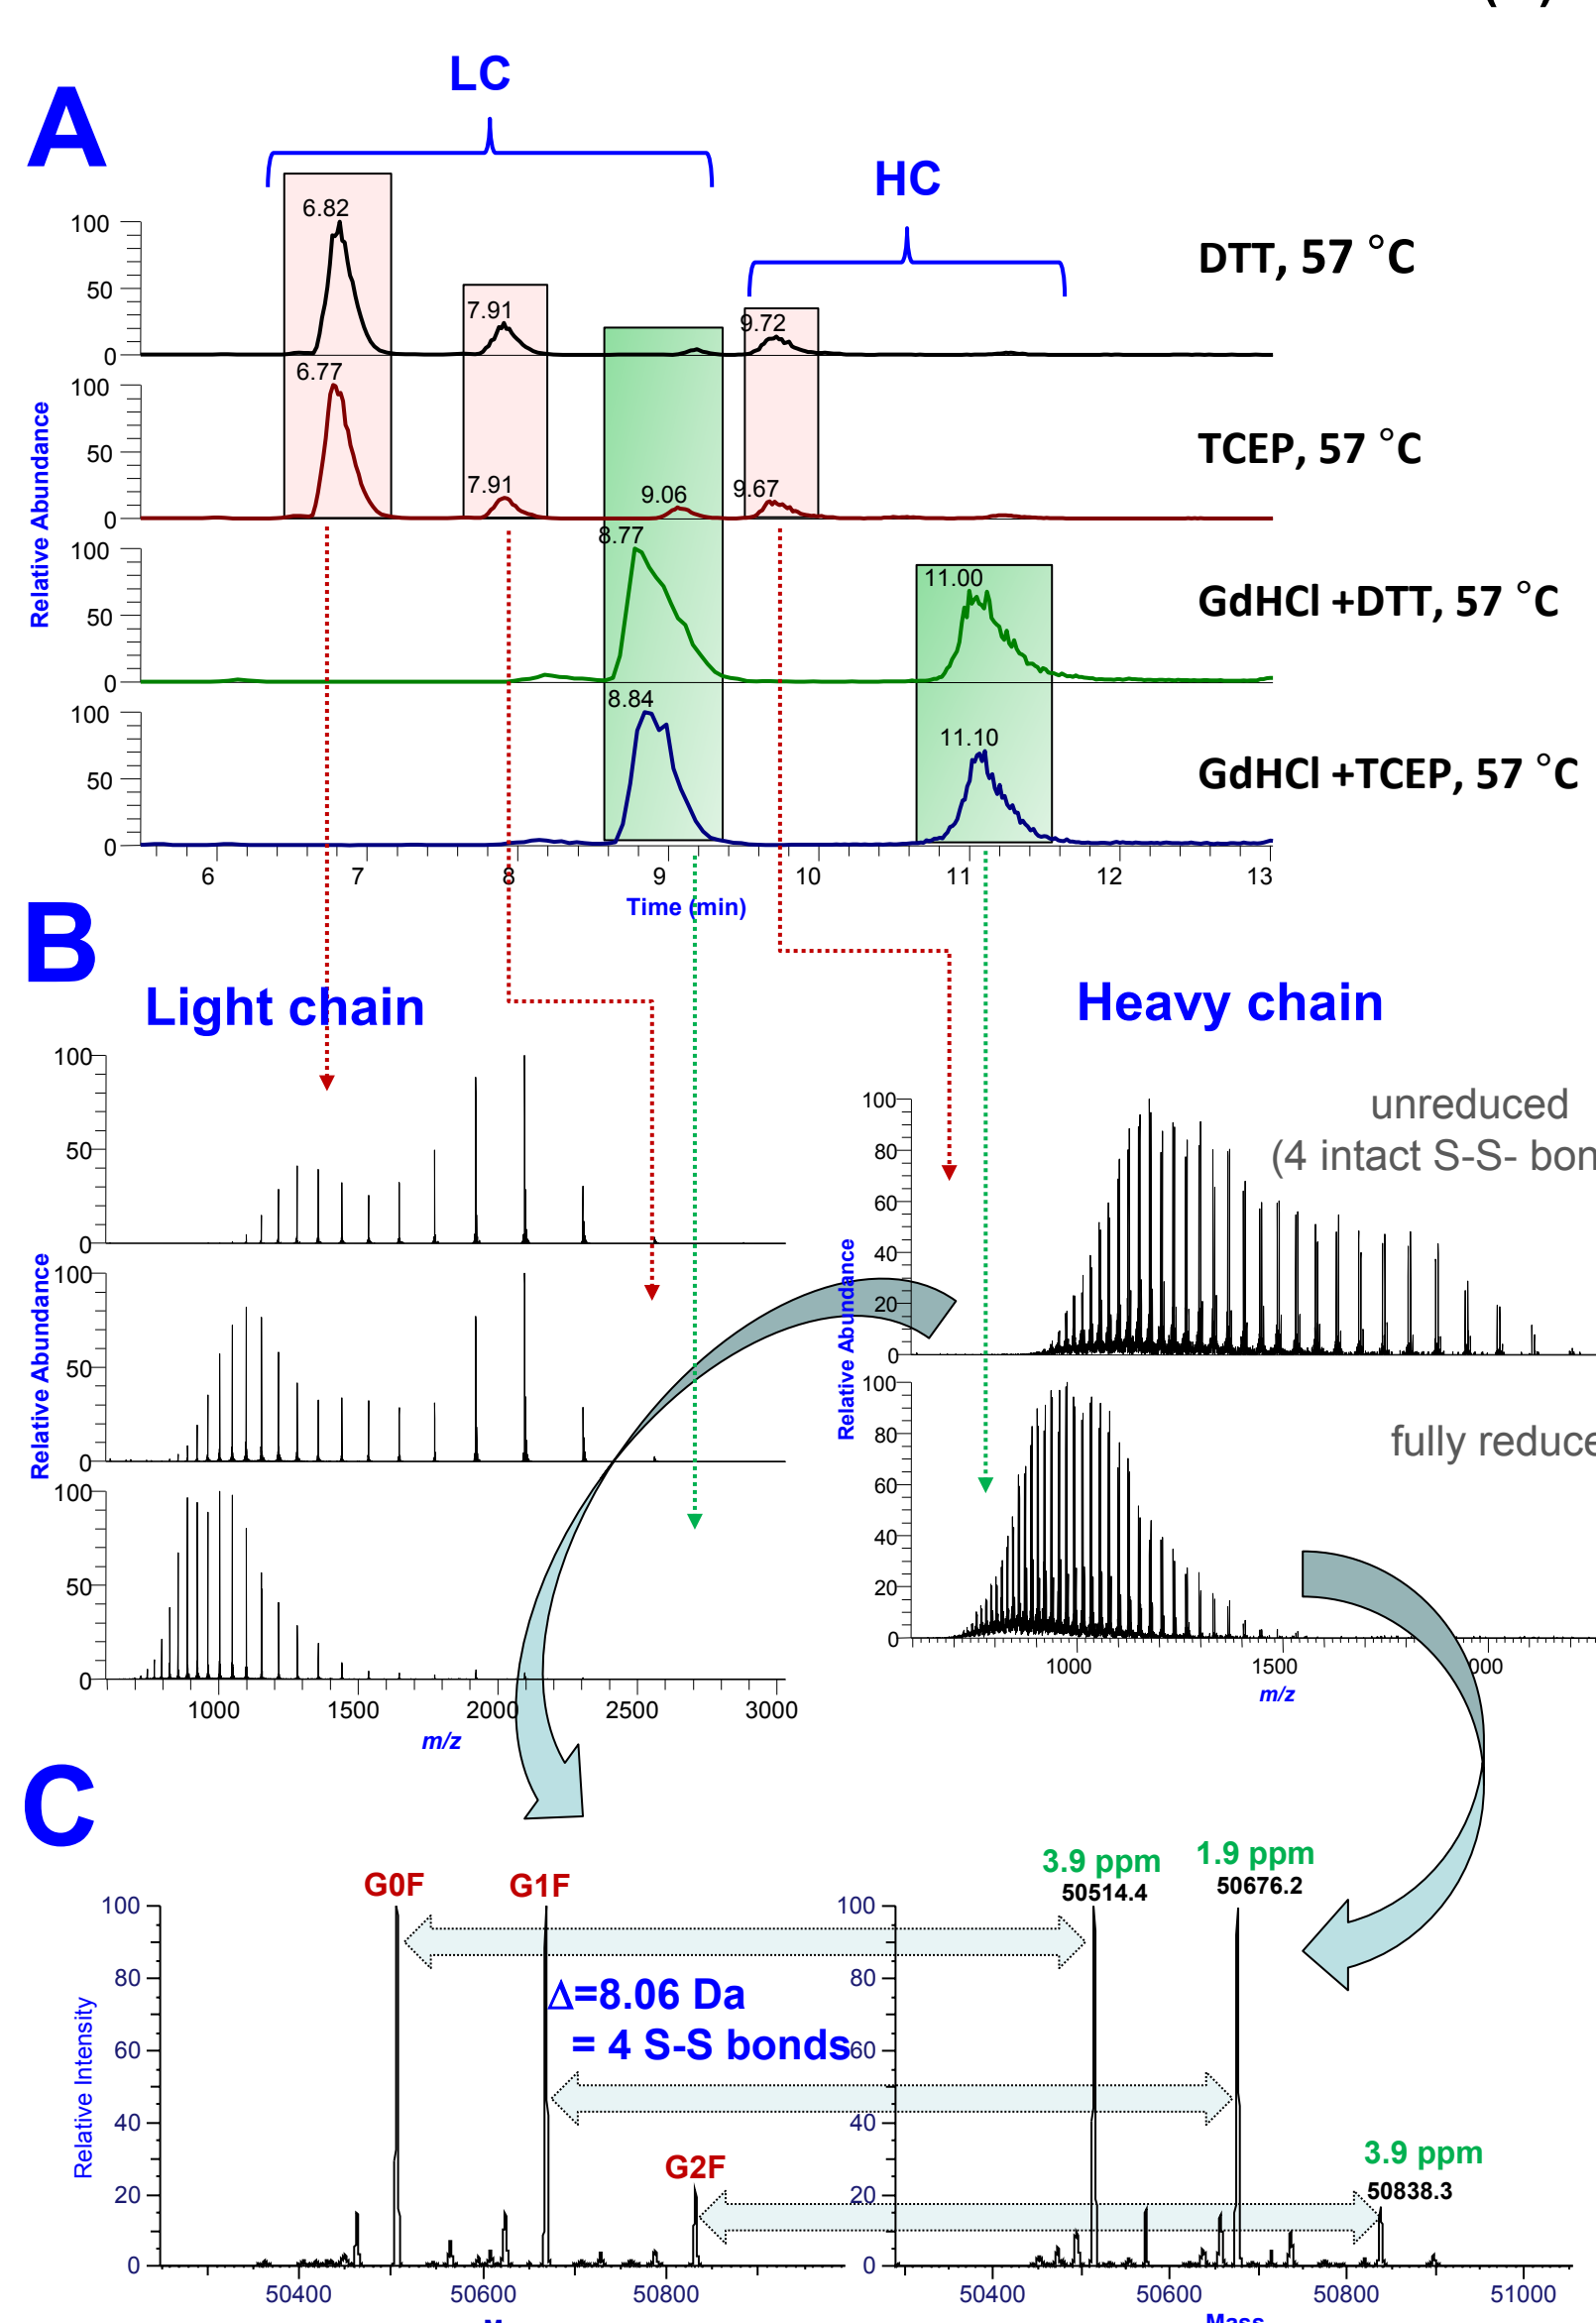 A
LC
HC
6.82
7.91
9.72
100
50
0
DTT, 57 °C
6.77
7.91
9.06
9.67
100
50
0
TCEP, 57 °C
8.77
11.00
100
50
0
GdHCl +DTT, 57 °C
8.84
11.10
100
50
0
GdHCl +TCEP, 57 °C
Relative Abundance
6 7 8 9 10 11 12 13
Time (min)
B
Light chain
100
50
0
100
50
0
100
50
0
Relative Abundance
1000 1500 2000 2500 3000
m/z
Heavy chain
unreduced
(4 intact S-S- bon
100
80
60
40
20
0
fully reduce
100
80
60
40
20
0
Relative Abundance
1000 1500 000
m/z
C
G0F
G1F
G2F
Δ=8.06 Da
= 4 S-S bonds
100
80
60
40
20
0
Relative Intensity
50400 50600 50800
3.9 ppm
50514.4
1.9 ppm
50676.2
3.9 ppm
50838.3
100
80
60
40
20
0
50400 50600 50800 51000
Mass